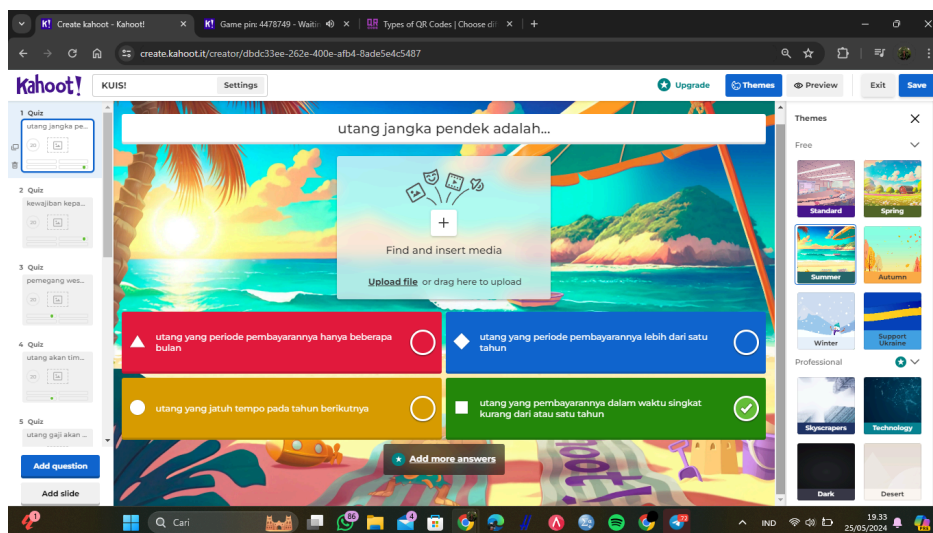 Create kahoot - Kahoot!
Game pin: 4478749 - Waitin
Types of QR Codes | Choose dif
create.kahoot.it/creator/dbdc33ee-262e-400e-afb4-8ade5e4c5487
Kahoot!
KUIS!
Settings
Upgrade
Themes
Preview
Exit
Save
1 Quiz
utang jangka pe...
20
2 Quiz
kewajiban kepa...
20
3 Quiz
pemegang wes...
20
4 Quiz
utang akan tim...
20
5 Quiz
utang gaji akan ...
Add question
Add slide
utang jangka pendek adalah...
Find and insert media
Upload file or drag here to upload
utang yang periode pembayarannya hanya beberapa
bulan
utang yang periode pembayarannya lebih dari satu
tahun
utang yang jatuh tempo pada tahun berikutnya
utang yang pembayarannya dalam waktu singkat
kurang dari atau satu tahun
Add more answers
Themes
Free
Standard
Spring
Summer
Autumn
Winter
Support
Ukraine
Professional
Skyscrapers
Technology
Dark
Desert
Cari
86
4
IND
19.33
25/05/2024